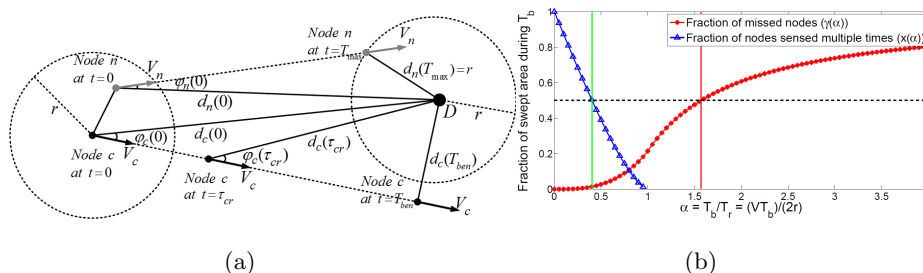 Node n
at t=0
V_n
φ_n(0)
d_n(0)
r
Node n
at t=T_max
V_n
d_n(T_max)=r
D
r
φ_c(0)
d_c(0)
d_c(τ_cr)
Node c
at t=0
V_c
φ_c(τ_cr)
d_c(T_ben)
Node c
at t=τ_cr
V_c
Node c
at t=T_ben
V_c
(a)
Fraction of swept area during T_b
1
0.8
0.6
0.4
0.2
0
Fraction of missed nodes (γ(α))
Fraction of nodes sensed multiple times (x(α))
0 0.5 1.0 1.5 2.0 2.5 3.0 3.5
α = T_b/T_r = (VT_b)/(2r)
(b)